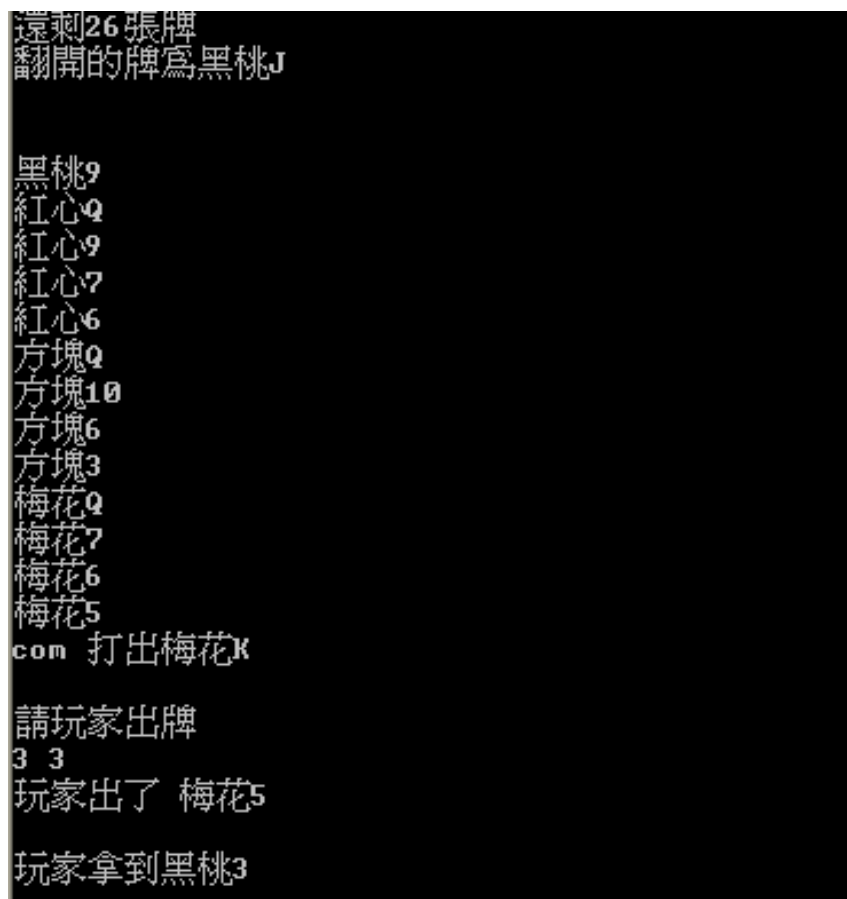 還剩26張牌
翻開的牌爲黑桃J
黑桃9
紅心Q
紅心9
紅心7
紅心6
方塊Q
方塊10
方塊6
方塊3
梅花Q
梅花7
梅花6
梅花5
com 打出梅花K
請玩家出牌
3 3
玩家出了 梅花5
玩家拿到黑桃3